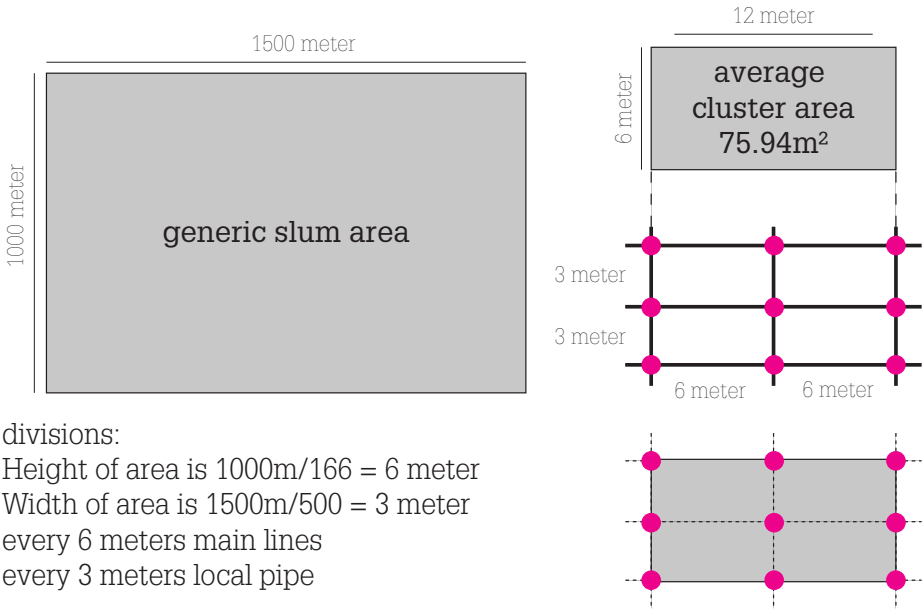 1500 meter
1000 meter
generic slum area
12 meter
6 meter
average
cluster area
75.94m²
3 meter
3 meter
6 meter
6 meter
divisions:
Height of area is 1000m/166 = 6 meter
Width of area is 1500m/500 = 3 meter
every 6 meters main lines
every 3 meters local pipe